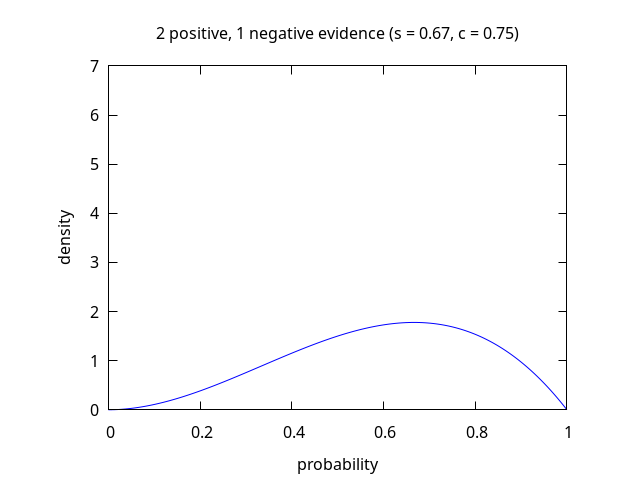 2 positive, 1 negative evidence (s = 0.67, c = 0.75)
7
6
5
4
3
2
1
0
density
0 0.2 0.4 0.6 0.8 1
probability